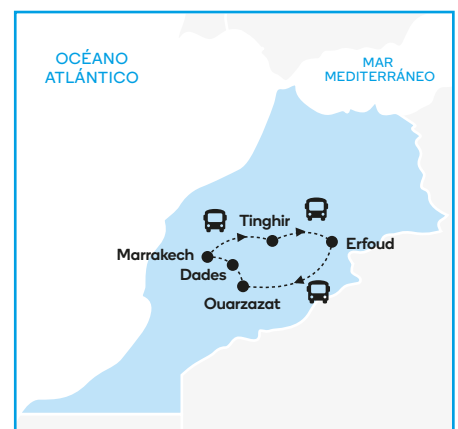 OCÉANO
ATLÁNTICO
MAR
MEDITERRÁNEO
Tinghir
Erfoud
Marrakech
Dades
Ouarzazat